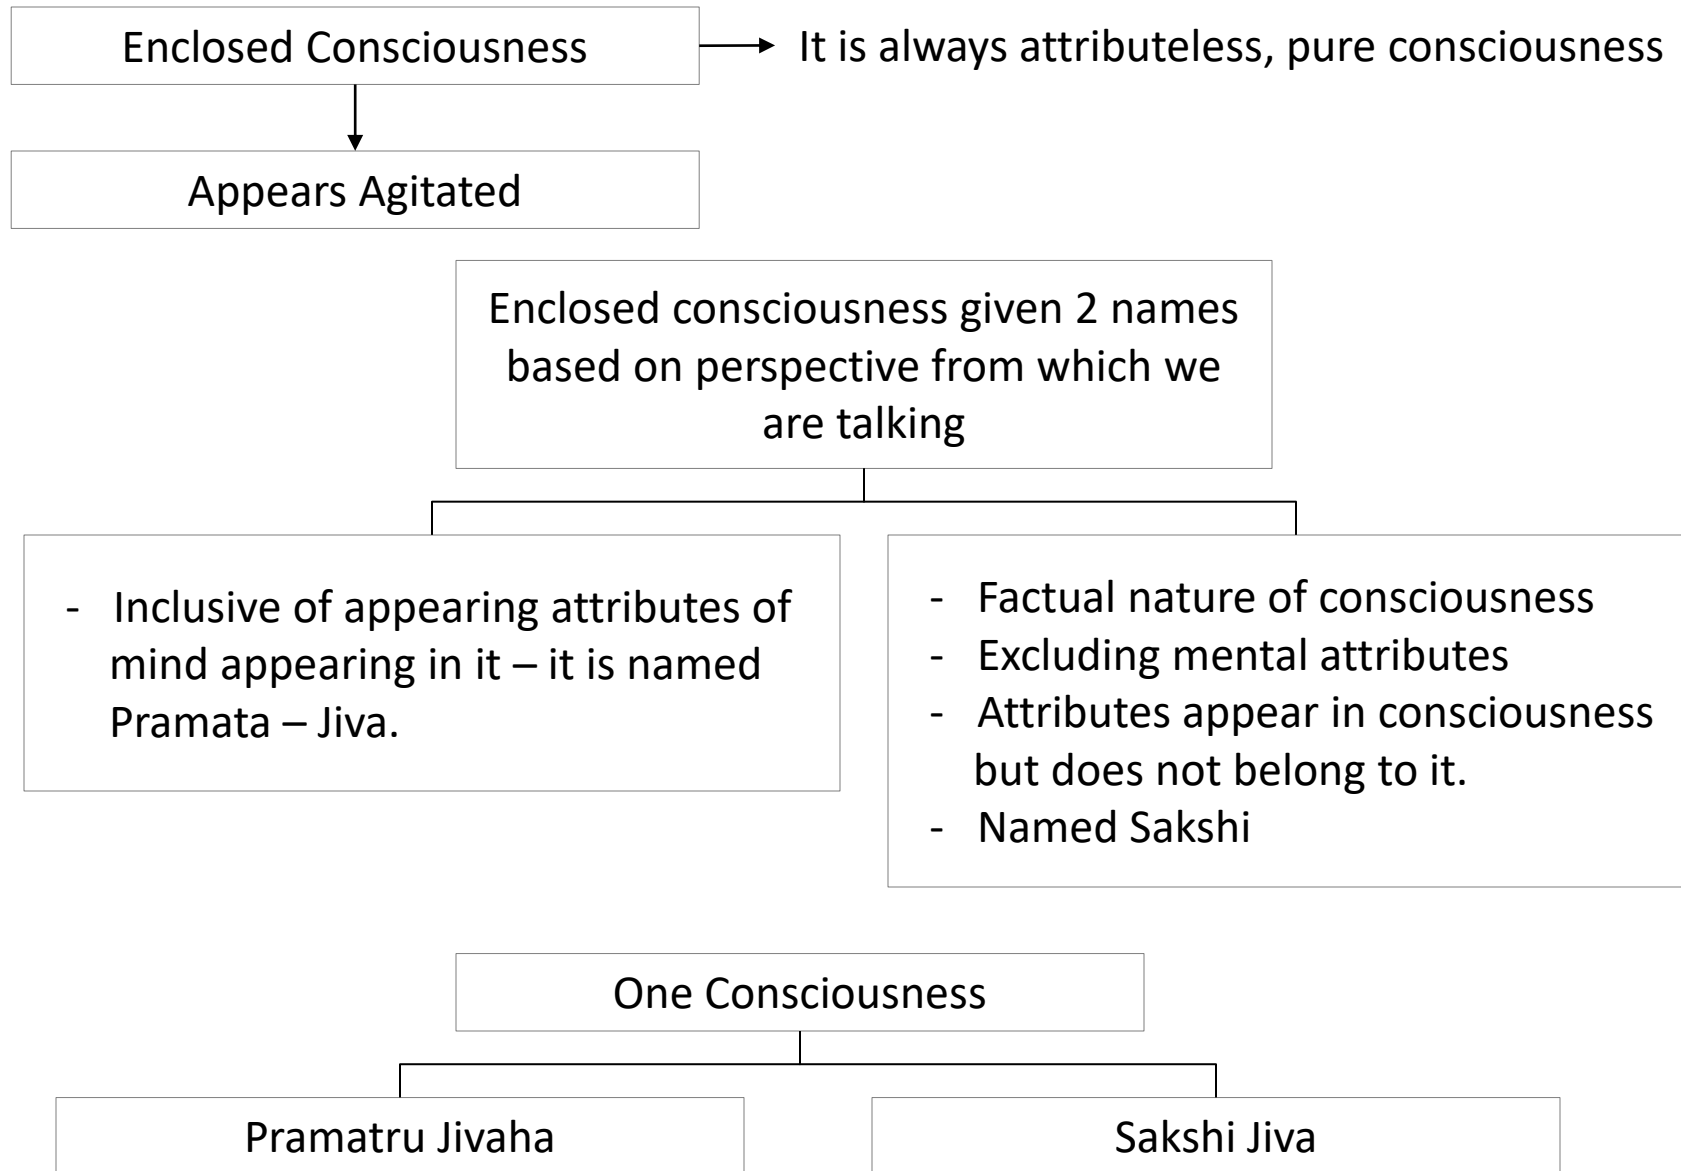 Enclosed Consciousness
It is always attributeless, pure consciousness
Appears Agitated
Enclosed consciousness given 2 names
based on perspective from which we
are talking
- Inclusive of appearing attributes of
mind appearing in it – it is named
Pramata – Jiva.
- Factual nature of consciousness
- Excluding mental attributes
- Attributes appear in consciousness
but does not belong to it.
- Named Sakshi
One Consciousness
Pramatru Jivaha
Sakshi Jiva